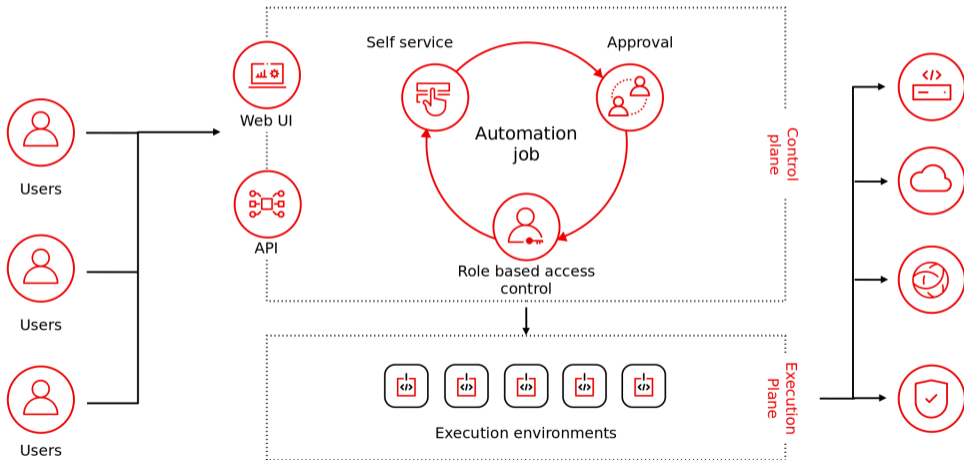 Self service
Approval
Web UI
Users
Automation
job
Control
plane
API
Role based access
control
Users
Execution
Plane
Execution environments
Users